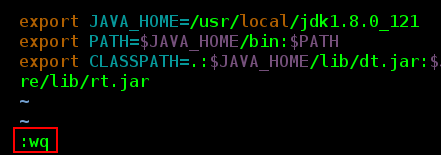 export JAVA_HOME=/usr/local/jdk1.8.0_121
export PATH=$JAVA_HOME/bin:$PATH
export CLASSPATH=.:$JAVA_HOME/lib/dt.jar:$
re/lib/rt.jar
~
~
:wq